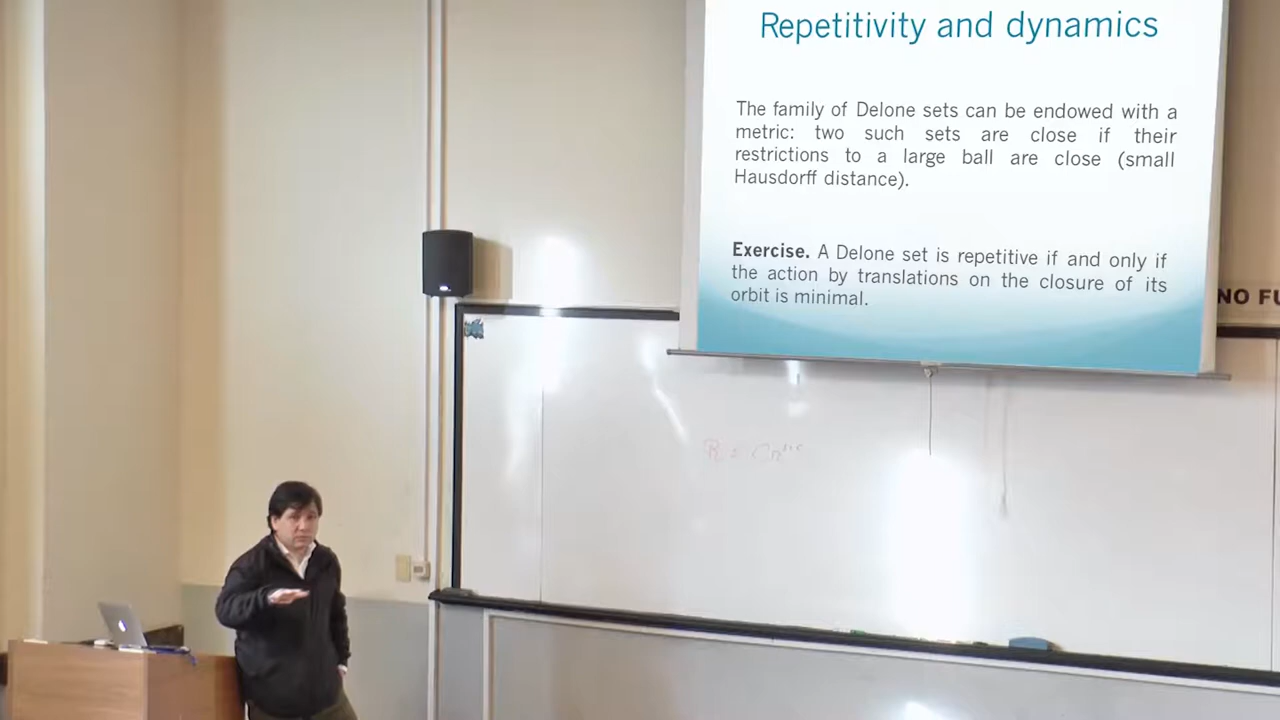 Repetitivity and dynamics
The family of Delone sets can be endowed with a
metric: two such sets are close if their
restrictions to a large ball are close (small
Hausdorff distance).
Exercise. A Delone set is repetitive if and only if
the action by translations on the closure of its
orbit is minimal.
NO FU